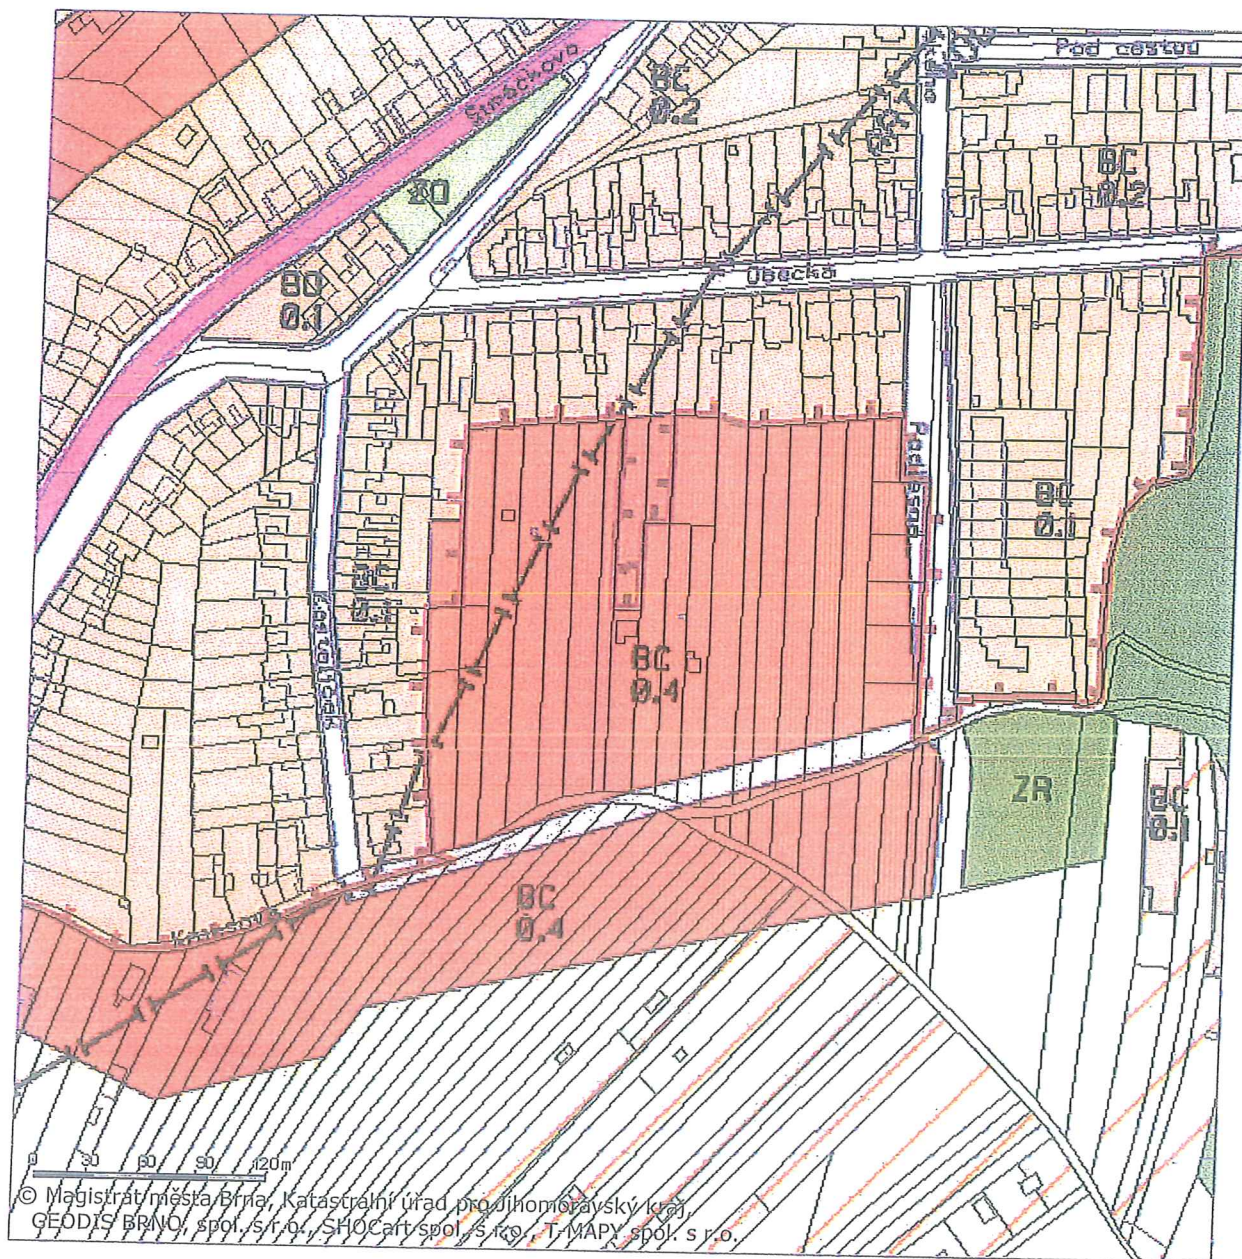 Pod cestou
Šimáčkova
BC
0.2
ZO
BC
0.2
Obecká
BO
0.1
Podlesná
BC
0.1
BC
0.4
ZR
BC
0.1
BC
0.4
0 30 60 90 120m
© Magistrát města Brna, Katastrální úřad pro Jihomoravský kraj,
GEODIS BRNO, spol. s r.o., SHOCart spol. s r.o., T-MAPY spol. s r.o.